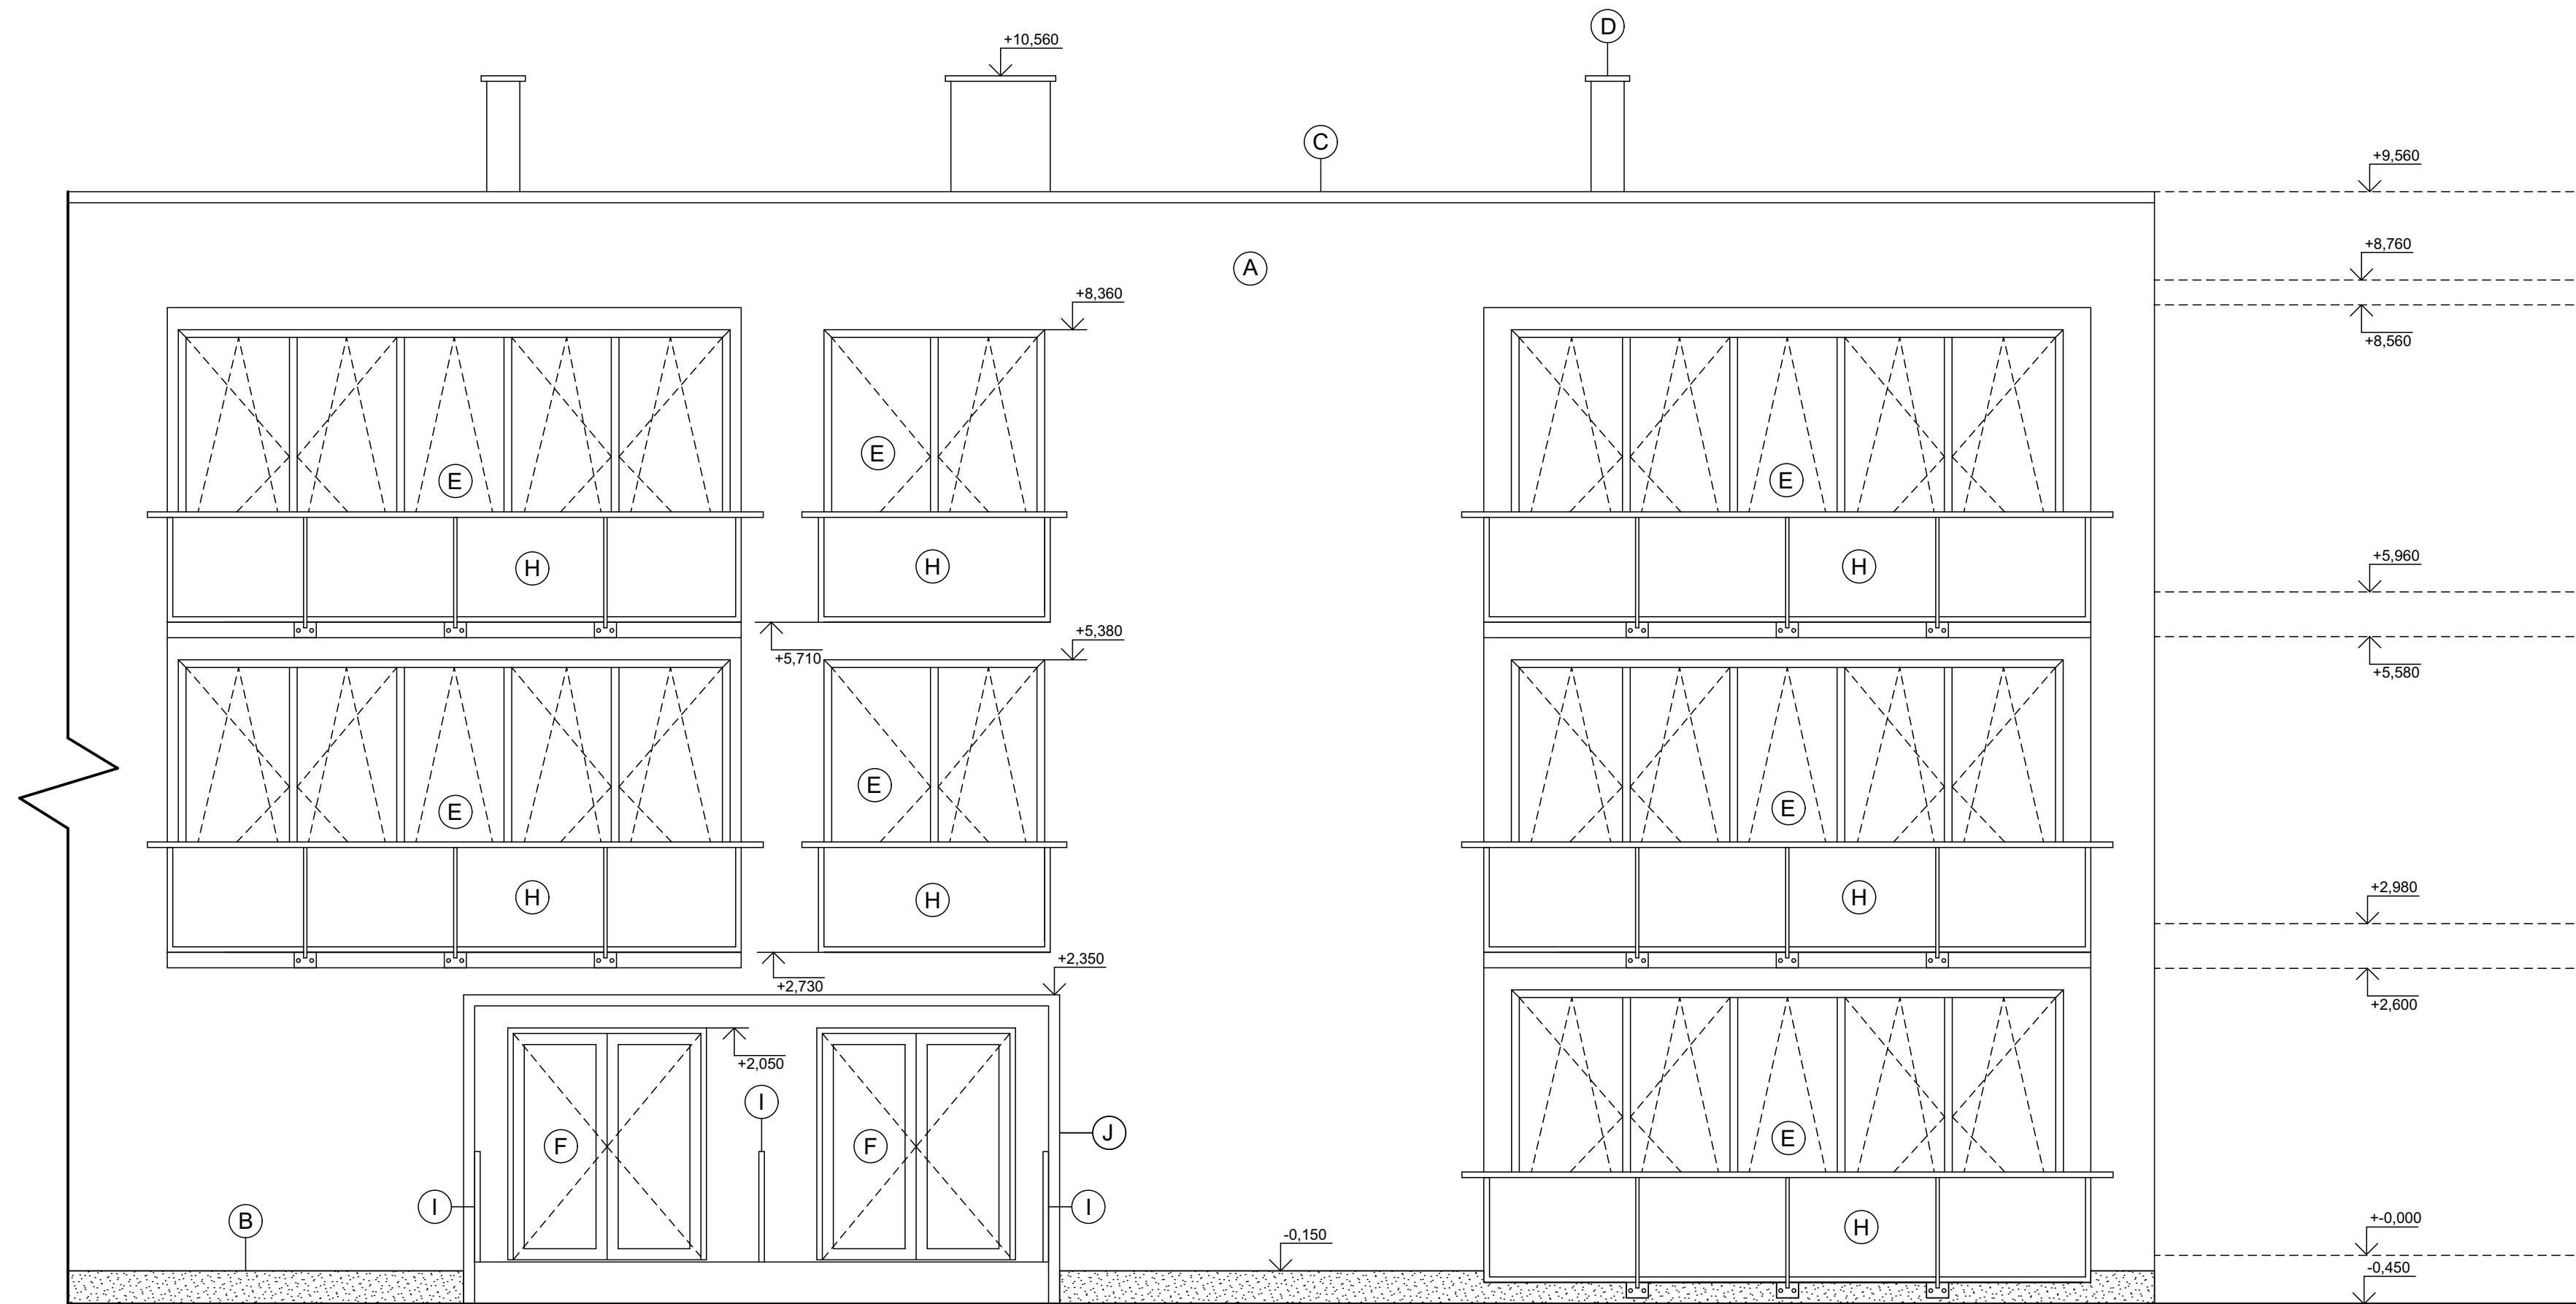 D
+10,560
C
+9,560
+8,760
A
+8,360
+8,560
E
E
E
H
H
H
+5,960
+5,380
+5,710
+5,580
E
E
E
H
H
H
+2,980
+2,350
+2,730
+2,600
+2,050
I
J
F
F
E
I
I
B
H
+-0,000
-0,150
-0,450